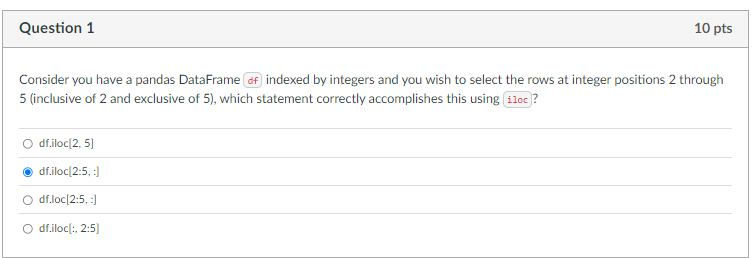 Question 1
10 pts
Consider you have a pandas DataFrame df indexed by integers and you wish to select the rows at integer positions 2 through
5 (inclusive of 2 and exclusive of 5), which statement correctly accomplishes this using iloc ?
df.iloc[2, 5]
df.iloc[2:5, :]
df.loc[2:5, :]
df.iloc[:, 2:5]